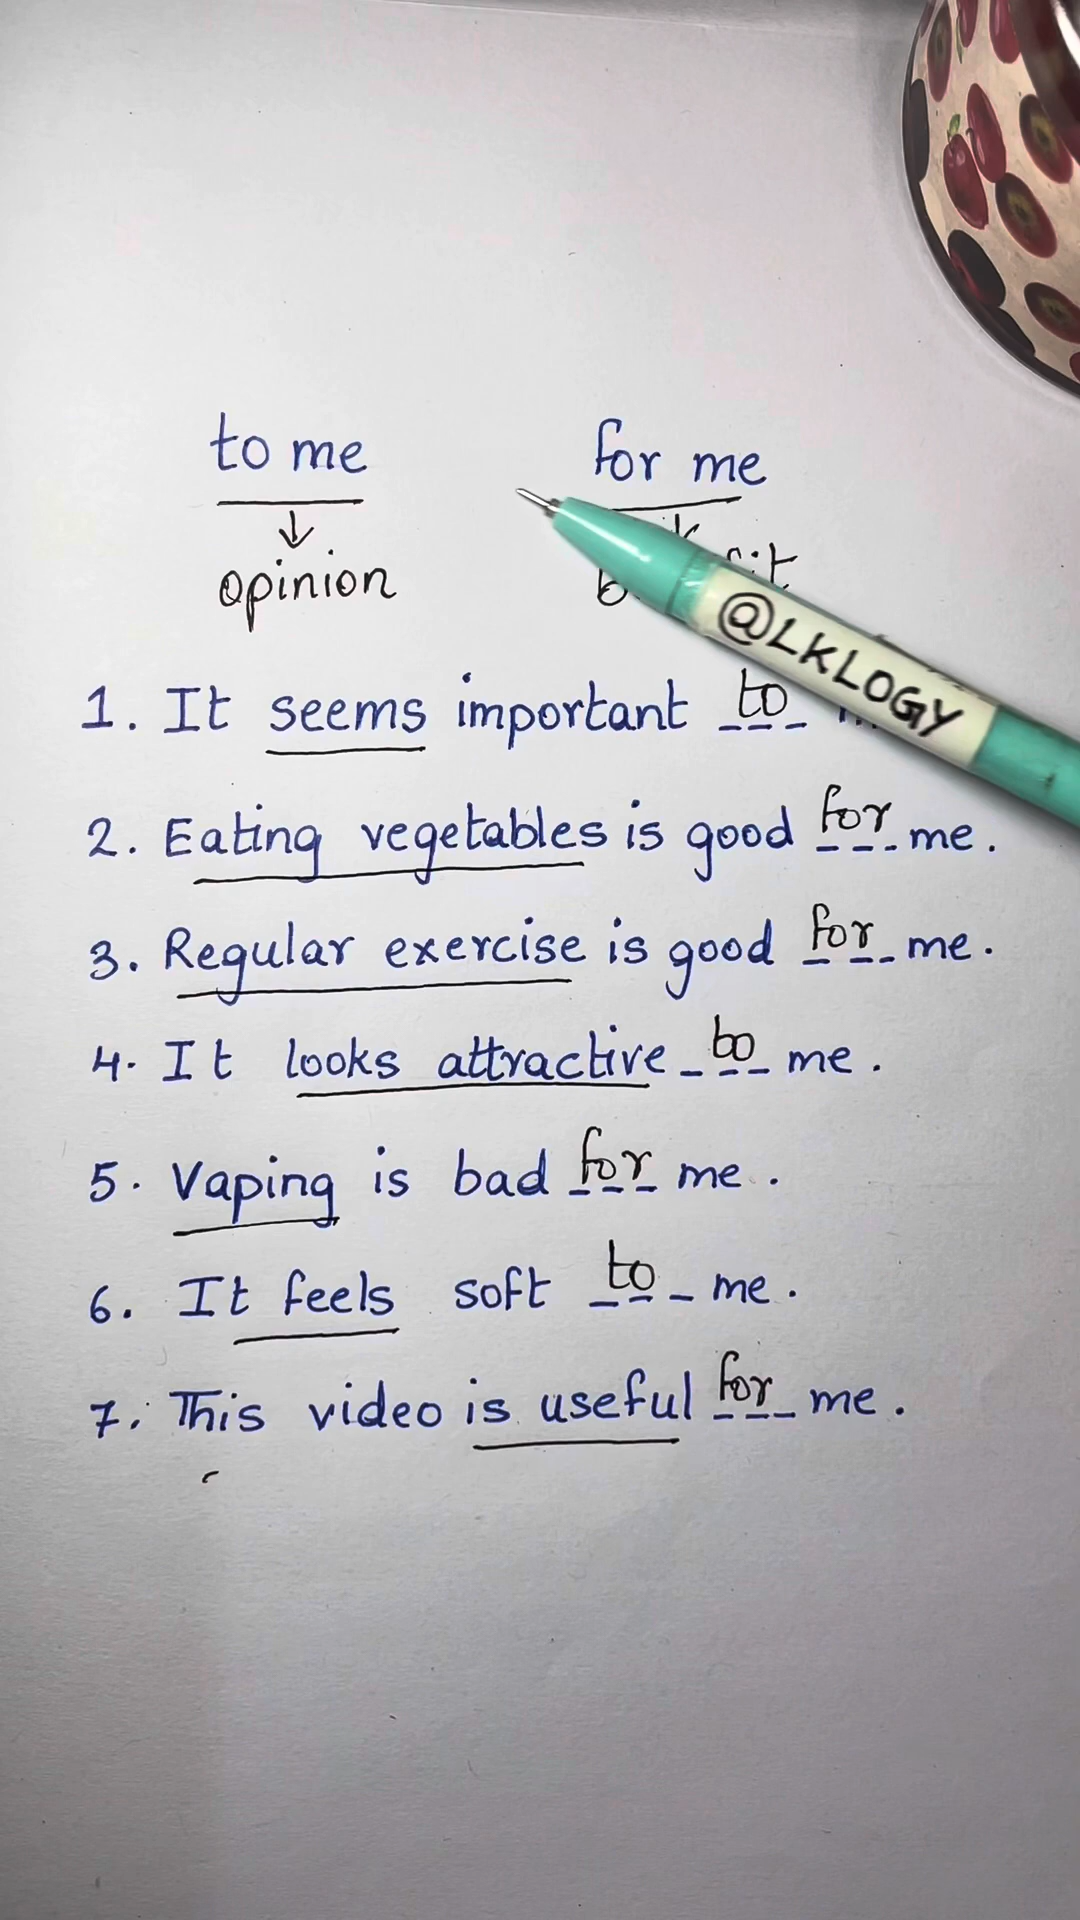 to me for me
opinion
@LKLOGY
1. It seems important to
2. Eating vegetables is good for me.
3. Regular exercise is good for me.
4. It looks attractive to me.
5. Vaping is bad for me.
6. It feels soft to me.
7. This video is useful for me.